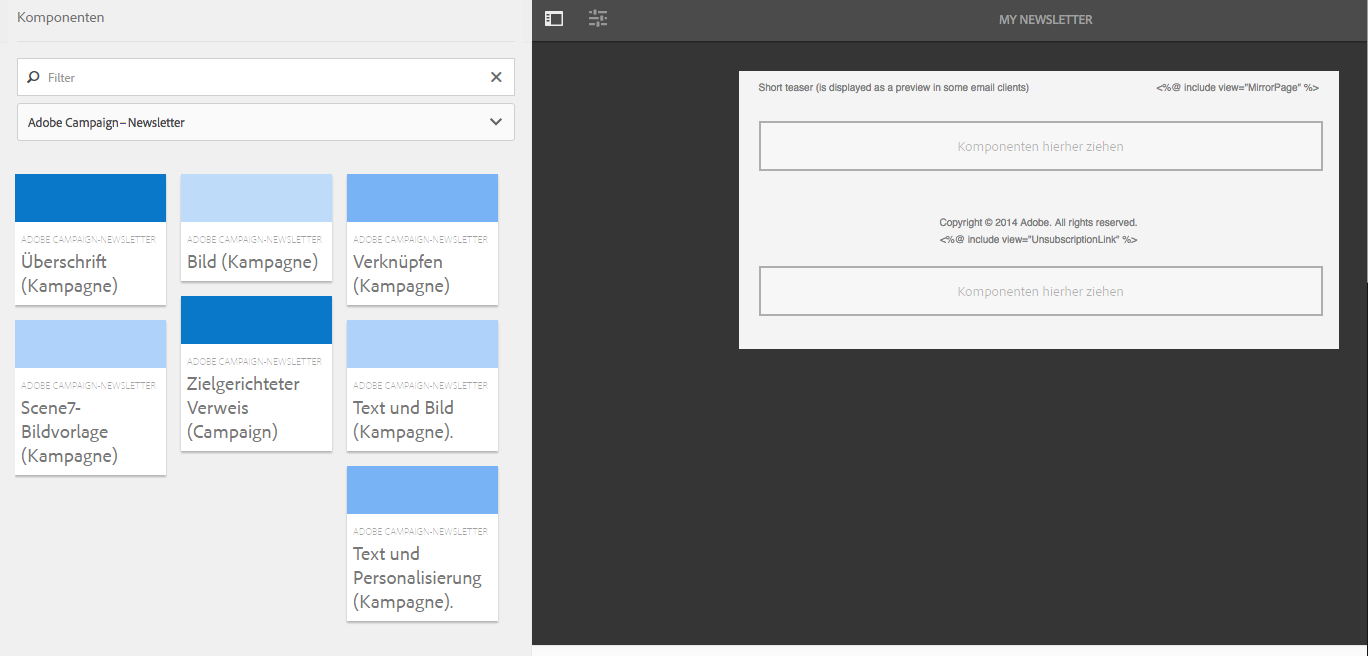 Komponenten
Filter
Adobe Campaign – Newsletter
ADOBE CAMPAIGN-NEWSLETTER
Überschrift
(Kampagne)
ADOBE CAMPAIGN-NEWSLETTER
Bild (Kampagne)
ADOBE CAMPAIGN-NEWSLETTER
Verknüpfen
(Kampagne)
ADOBE CAMPAIGN-NEWSLETTER
Scene7-
Bildvorlage
(Kampagne)
ADOBE CAMPAIGN-NEWSLETTER
Zielgerichteter
Verweis
(Campaign)
ADOBE CAMPAIGN-NEWSLETTER
Text und Bild
(Kampagne).
ADOBE CAMPAIGN-NEWSLETTER
Text und
Personalisierung
(Kampagne).
MY NEWSLETTER
Short teaser (is displayed as a preview in some email clients)
<%@ include view="MirrorPage" %>
Komponenten hierher ziehen
Copyright © 2014 Adobe. All rights reserved.
<%@ include view="UnsubscriptionLink" %>
Komponenten hierher ziehen